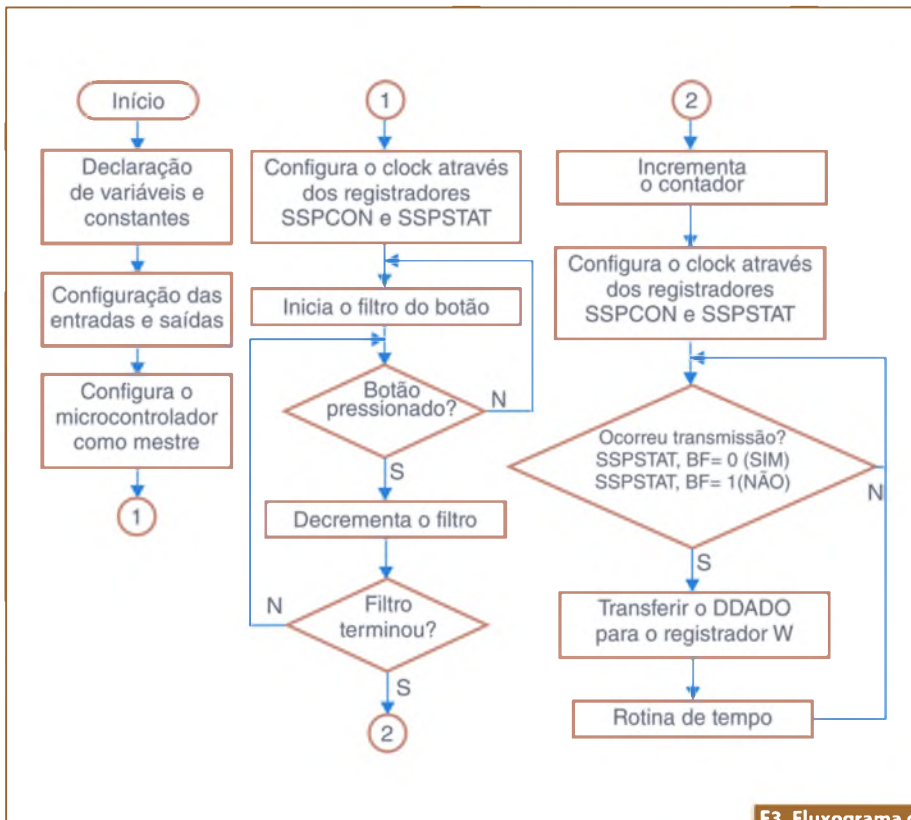 Início
Declaração
de variáveis e
constantes
Configuração das
entradas e saídas
Configura o
microcontrolador
como mestre
1
1
Configura o clock através
dos registradores
SSPCON e SSPSTAT
Inicia o filtro do botão
Botão
pressionado?
N
S
Decrementa o filtro
N
Filtro
terminou?
S
2
2
Incrementa
o contador
Configura o clock através
dos registradores
SSPCON e SSPSTAT
Ocorreu transmissão?
SSPSTAT, BF= 0 (SIM)
SSPSTAT, BF= 1(NÃO)
N
S
Transferir o DDADO
para o registrador W
Rotina de tempo
F3. Fluxograma